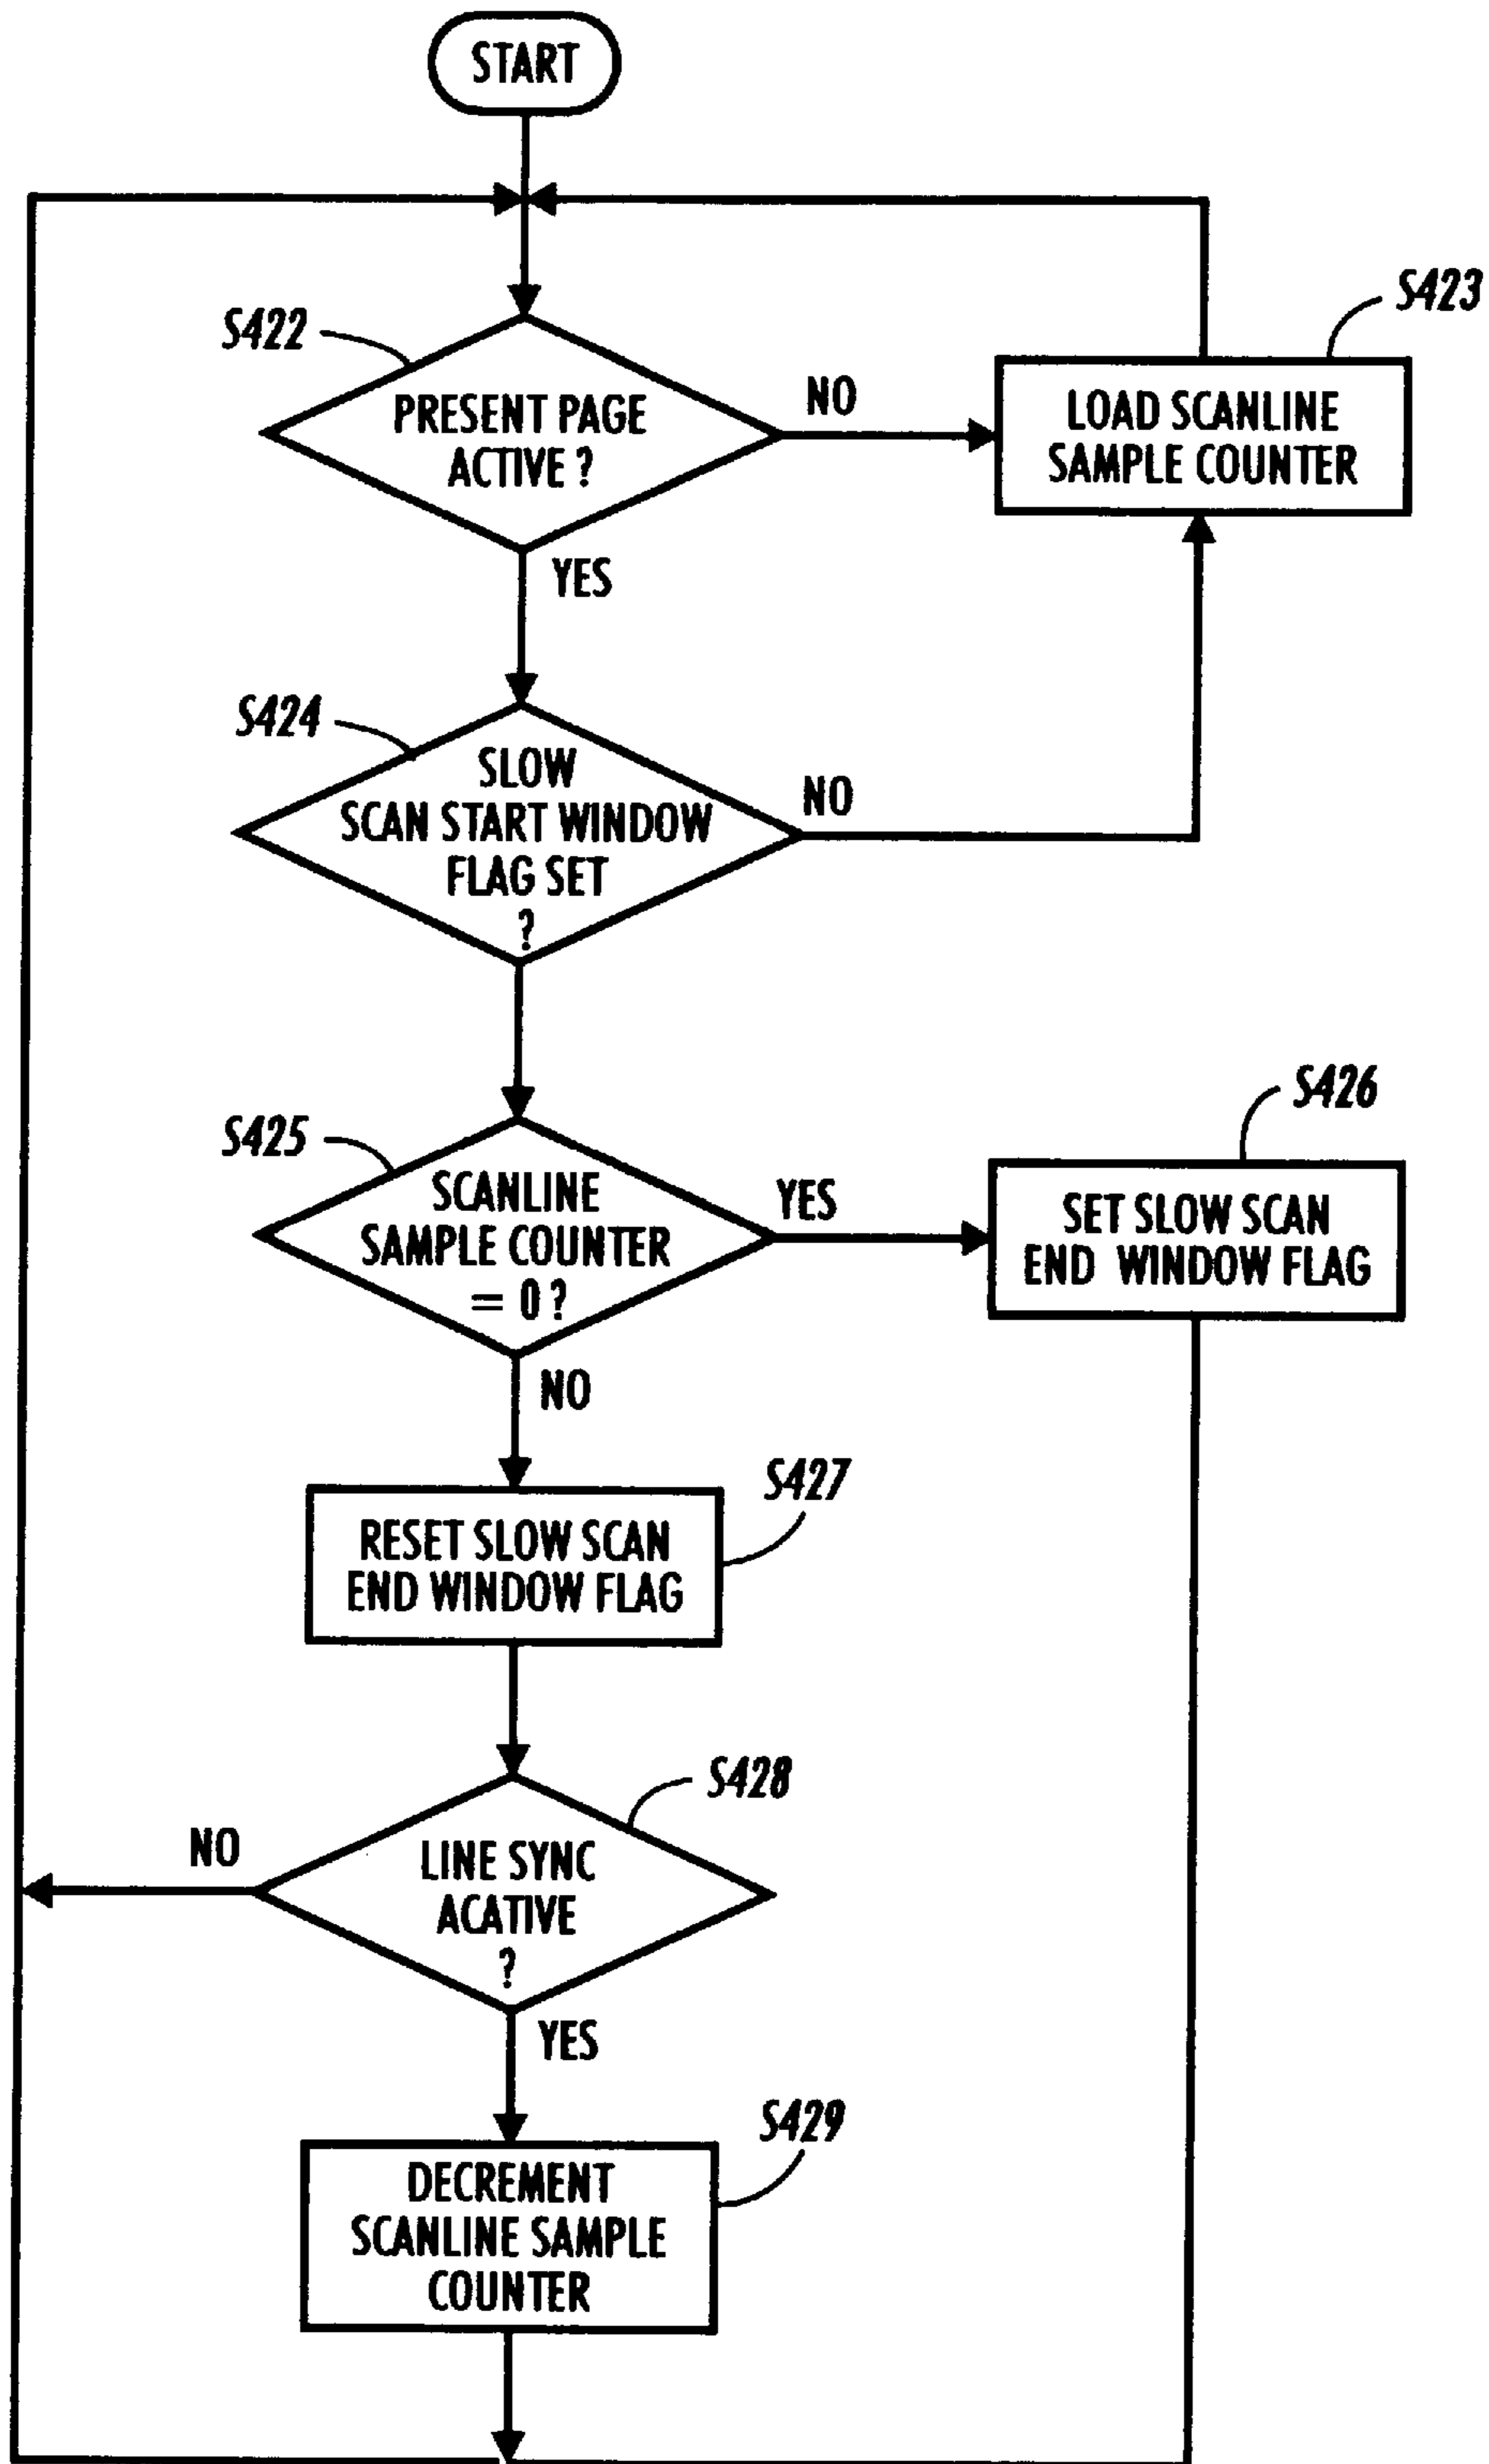 START
S422
PRESENT PAGE
ACTIVE ?
NO
YES
S423
LOAD SCANLINE
SAMPLE COUNTER
S424
SLOW
SCAN START WINDOW
FLAG SET
?
NO
S425
SCANLINE
SAMPLE COUNTER
= 0 ?
YES
NO
S426
SET SLOW SCAN
END WINDOW FLAG
S427
RESET SLOW SCAN
END WINDOW FLAG
S428
LINE SYNC
ACATIVE
?
NO
YES
S429
DECREMENT
SCANLINE SAMPLE
COUNTER